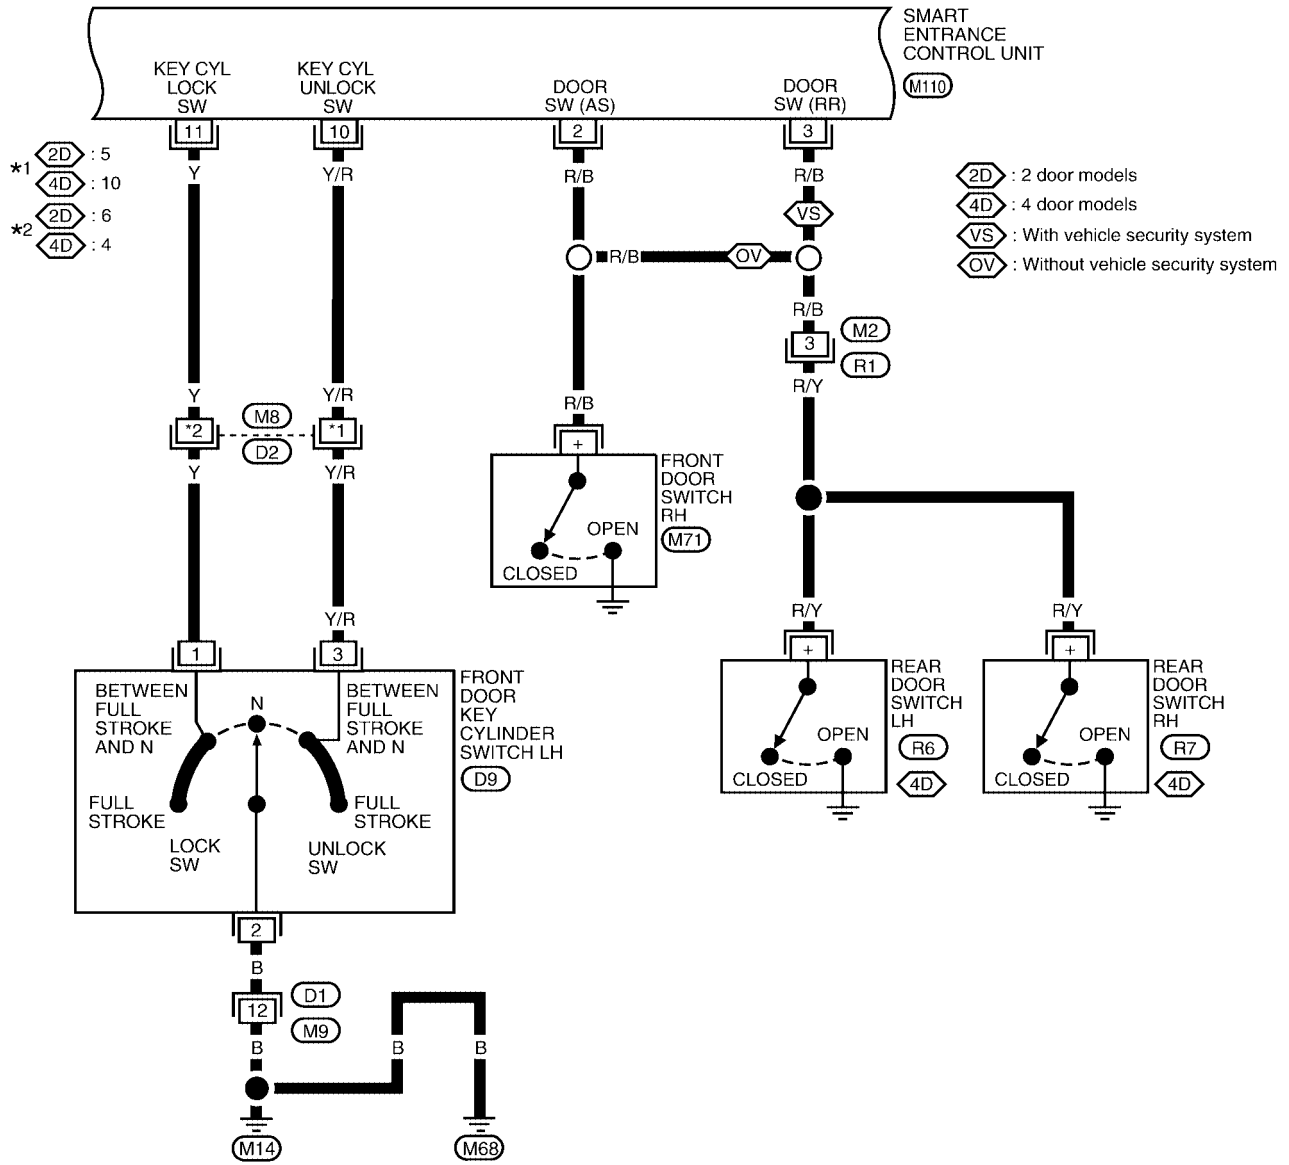 SMART
ENTRANCE
CONTROL UNIT
M110
KEY CYL
LOCK
SW
KEY CYL
UNLOCK
SW
DOOR
SW (AS)
DOOR
SW (RR)
11
10
2
3
*1
2D : 5
4D : 10
*2
2D : 6
4D : 4
Y
Y/R
R/B
R/B
2D : 2 door models
4D : 4 door models
VS : With vehicle security system
OV : Without vehicle security system
VS
R/B
OV
R/B
3
M2
R1
R/Y
Y
Y/R
R/B
*2
M8
D2
*1
Y
Y/R
+
FRONT
DOOR
SWITCH
RH
M71
OPEN
CLOSED
Y/R
R/Y
R/Y
1
3
+
+
FRONT
DOOR
KEY
CYLINDER
SWITCH LH
D9
BETWEEN
FULL
STROKE
AND N
N
BETWEEN
FULL
STROKE
AND N
FULL
STROKE
FULL
STROKE
LOCK
SW
UNLOCK
SW
REAR
DOOR
SWITCH
LH
R6
4D
OPEN
CLOSED
REAR
DOOR
SWITCH
RH
R7
4D
OPEN
CLOSED
2
B
12
D1
M9
B
B
B
M14
M68